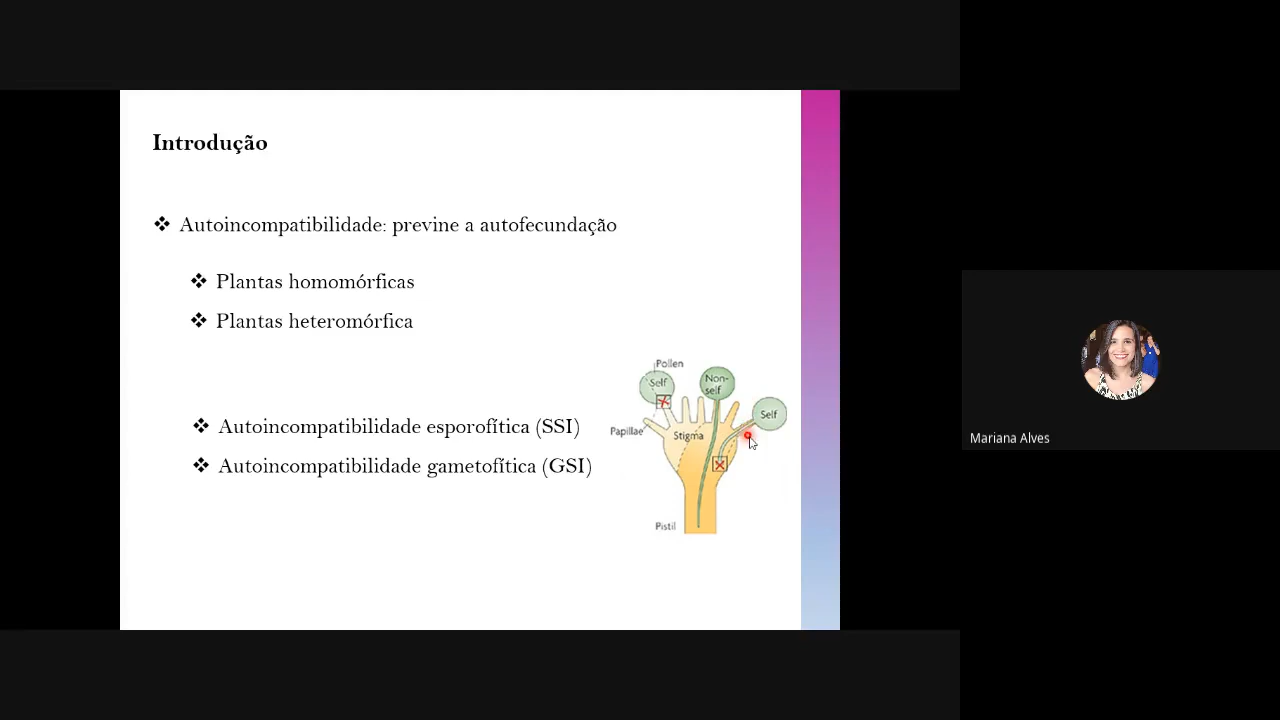 Introdução
❖ Autoincompatibilidade: previne a autofecundação
❖ Plantas homomórficas
❖ Plantas heteromórfica
❖ Autoincompatibilidade esporofítica (SSI)
❖ Autoincompatibilidade gametofítica (GSI)
Pollen
Self
Non-
self
Self
Papillae
Stigma
Pistil
Mariana Alves